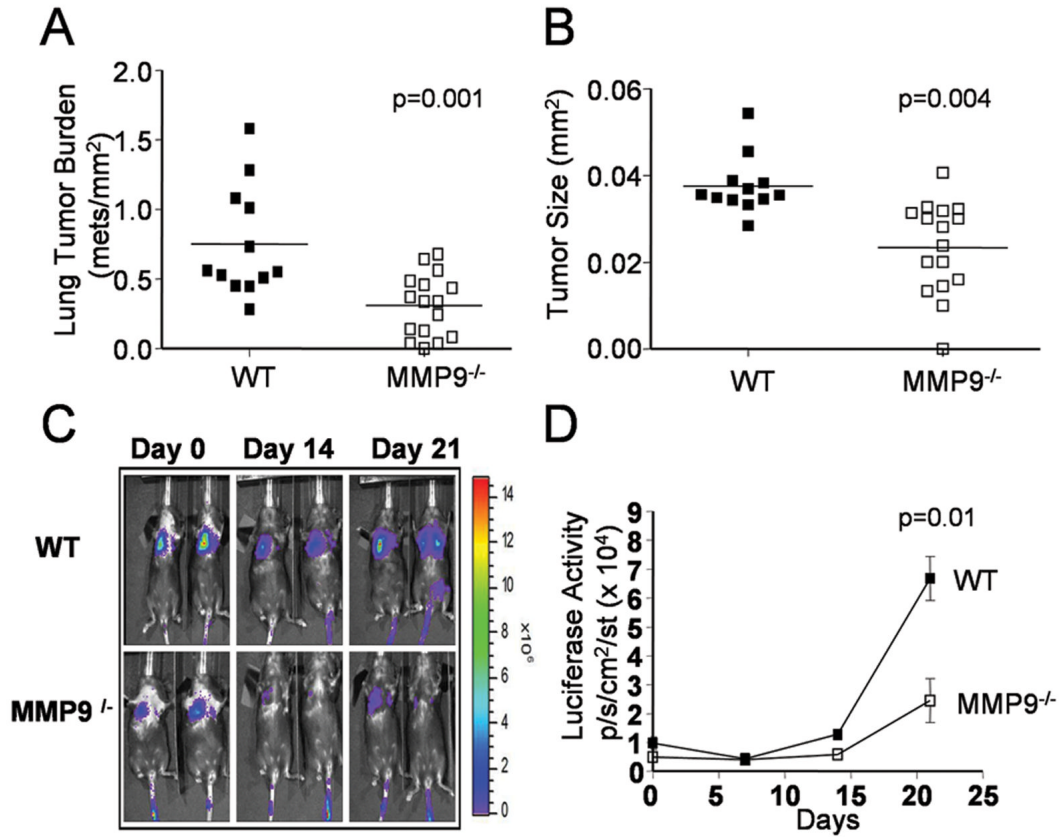 A
Lung Tumor Burden
(mets/mm²)
2.0
1.5
1.0
0.5
0.0
p=0.001
WT
MMP9-/-
B
Tumor Size (mm²)
0.06
0.04
0.02
0.00
p=0.004
WT
MMP9-/-
C
Day 0 Day 14 Day 21
WT
MMP9 /-
14
12
10
8
6
4
2
0
x10⁶
D
Luciferase Activity
p/s/cm²/st (x 10⁴)
9
8
7
6
5
4
3
2
1
0
p=0.01
WT
MMP9-/-
0 5 10 15 20 25
Days